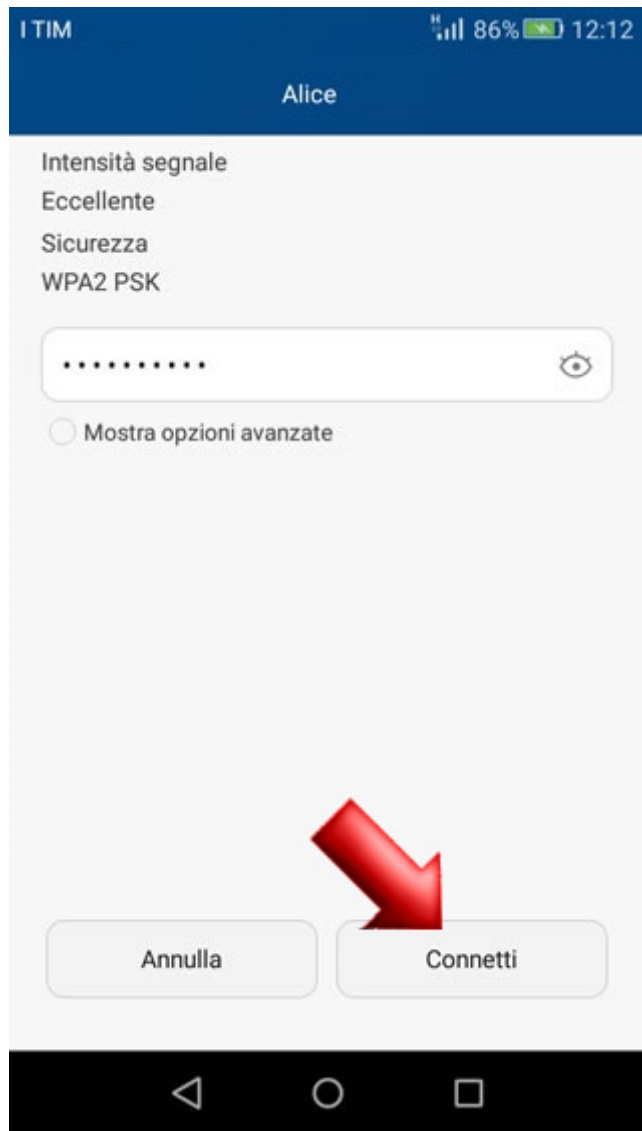 I TIM H 86% 12:12
Alice
Intensità segnale
Eccellente
Sicurezza
WPA2 PSK
••••••••••
Mostra opzioni avanzate
Annulla Connetti